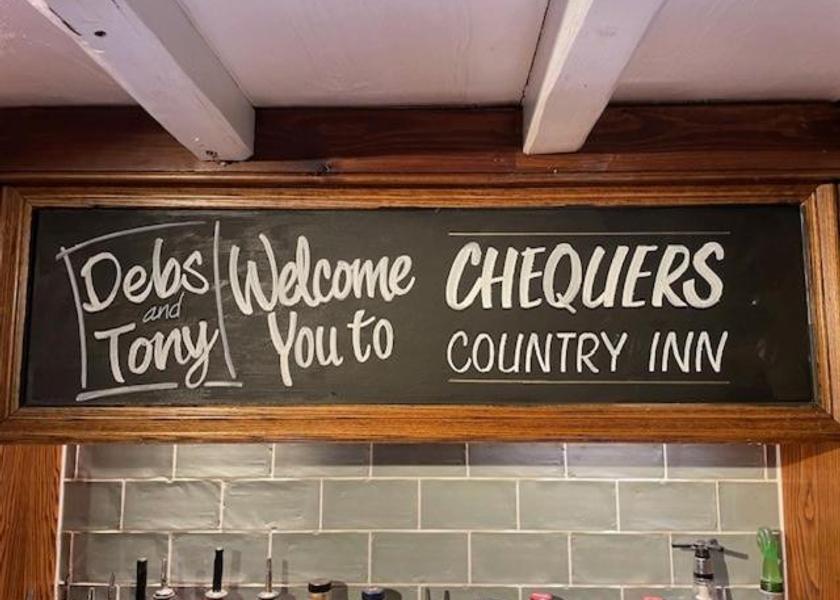 Debs
and
Tony
Welcome
You to
CHEQUERS
COUNTRY INN